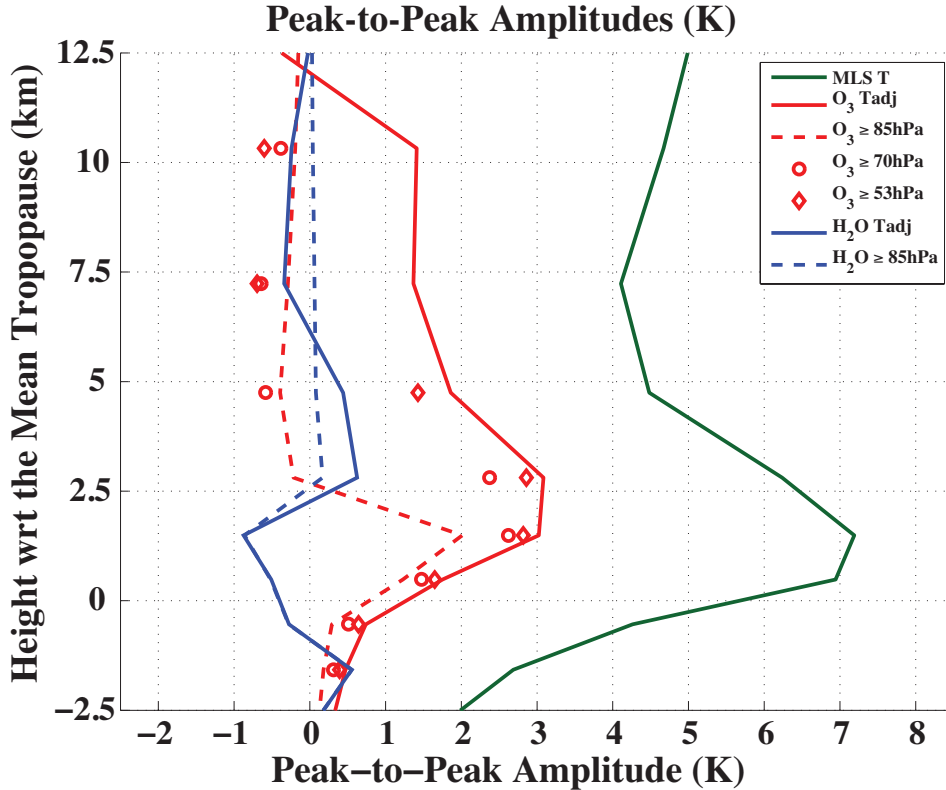 Peak-to-Peak Amplitudes (K)
Height wrt the Mean Tropopause (km)
12.5
10
7.5
5
2.5
0
−2.5
MLS T
O₃ Tadj
O₃ ≥ 85hPa
O₃ ≥ 70hPa
O₃ ≥ 53hPa
H₂O Tadj
H₂O ≥ 85hPa
−2 −1 0 1 2 3 4 5 6 7 8
Peak−to−Peak Amplitude (K)